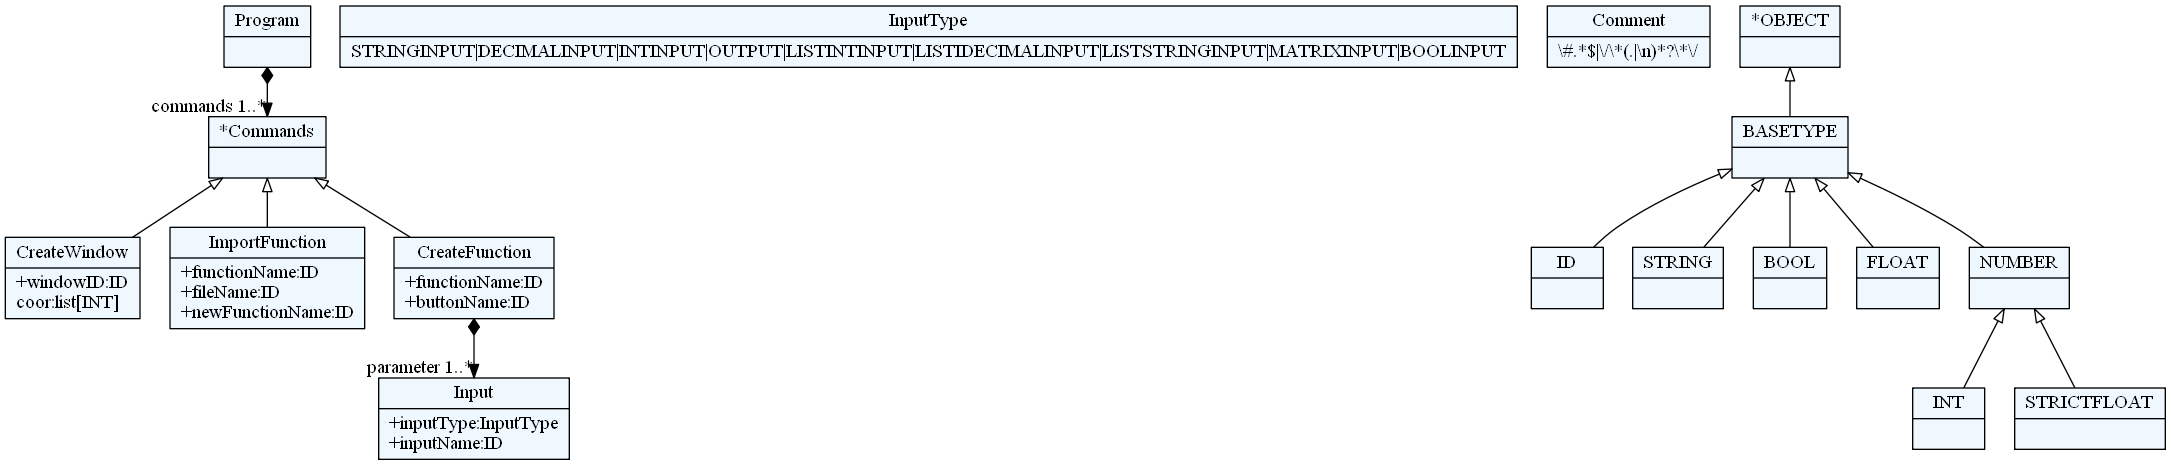 Program
InputType
STRINGINPUT|DECIMALINPUT|INTINPUT|OUTPUT|LISTINTINPUT|LISTIDECIMALINPUT|LISTSTRINGINPUT|MATRIXINPUT|BOOLINPUT
Comment
\#.*$|\/\*(.|\n)*?\*\/
*OBJECT
commands 1..*
*Commands
BASETYPE
CreateWindow
+windowID:ID
coor:list[INT]
ImportFunction
+functionName:ID
+fileName:ID
+newFunctionName:ID
CreateFunction
+functionName:ID
+buttonName:ID
ID
STRING
BOOL
FLOAT
NUMBER
parameter 1..*
Input
+inputType:InputType
+inputName:ID
INT
STRICTFLOAT